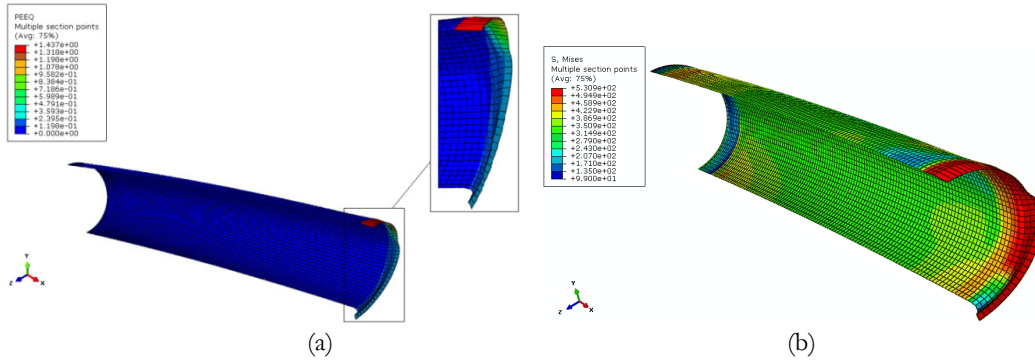 PEEQ
Multiple section points
(Avg: 75%)
+1.437e+00
+1.318e+00
+1.198e+00
+1.078e+00
+9.582e-01
+8.384e-01
+7.186e-01
+5.989e-01
+4.791e-01
+3.593e-01
+2.395e-01
+1.198e-01
+0.000e+00
Y
Z
X
(a)
S, Mises
Multiple section points
(Avg: 75%)
+5.309e+02
+4.949e+02
+4.589e+02
+4.229e+02
+3.869e+02
+3.509e+02
+3.149e+02
+2.790e+02
+2.430e+02
+2.070e+02
+1.710e+02
+1.350e+02
+9.900e+01
Y
Z
X
(b)